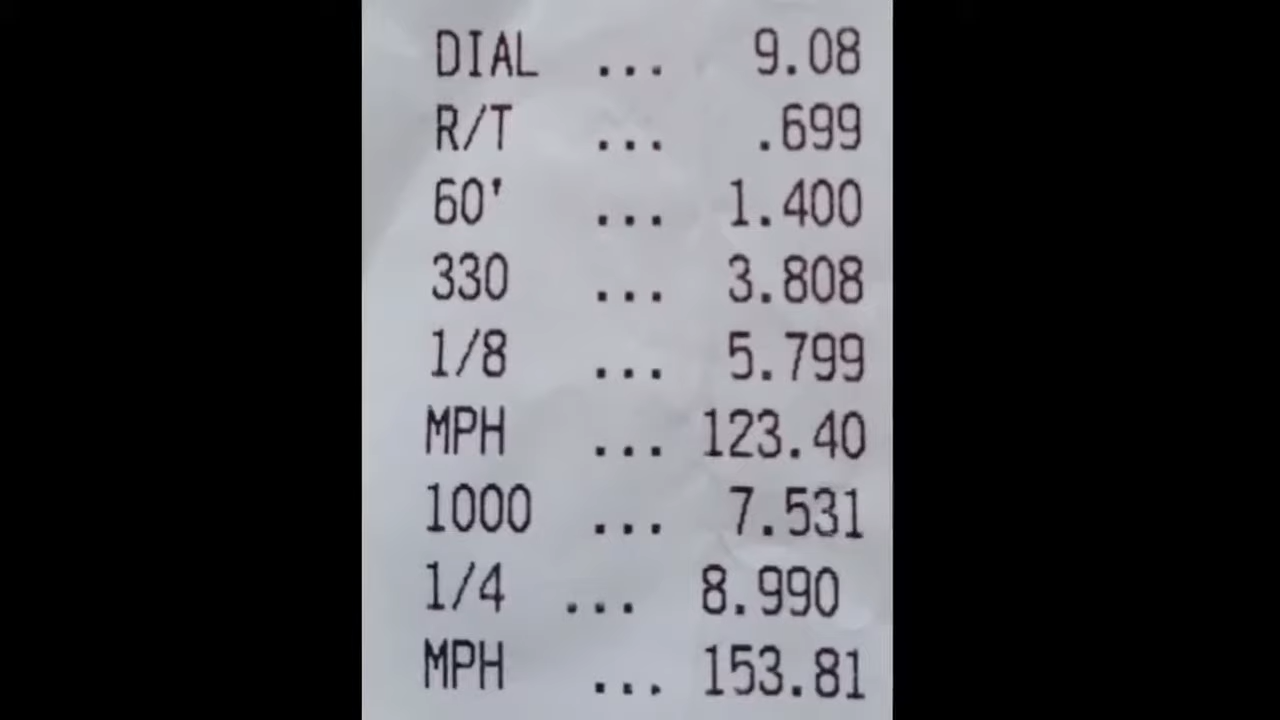 DIAL ... 9.08
R/T ... .699
60' ... 1.400
330 ... 3.808
1/8 ... 5.799
MPH ... 123.40
1000 ... 7.531
1/4 ... 8.990
MPH ... 153.81